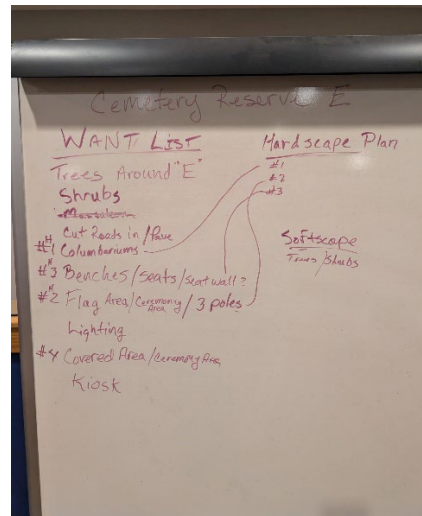 Cemetery Reserve E
WANT LIST
Trees Around "E"
Shrubs
Cut Roads in / Pave
#1 Columbariums
#3 Benches/seats/seatwall?
#2 Flag Area/Ceremony Area/3 poles
Lighting
#4 Covered Area/Ceremony Area
Kiosk
Hardscape Plan
#1
#2
#3
Softscape
Trees/Shrubs